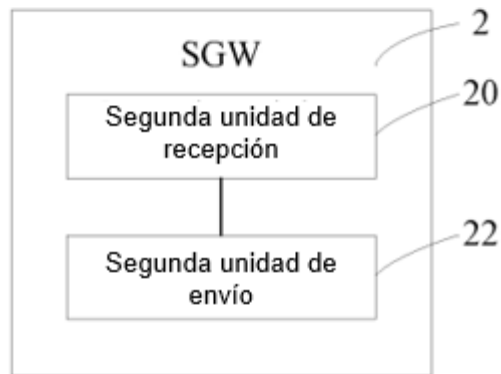 SGW
2
Segunda unidad de
recepción
20
Segunda unidad de
envío
22